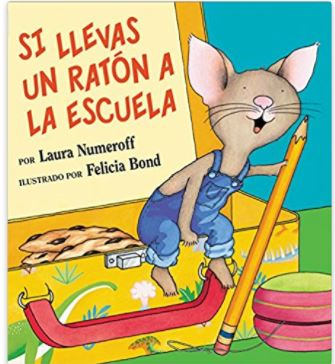 SI LLEVAS
UN RATÓN A
LA ESCUELA
POR Laura Numeroff
ILUSTRADO POR Felicia Bond